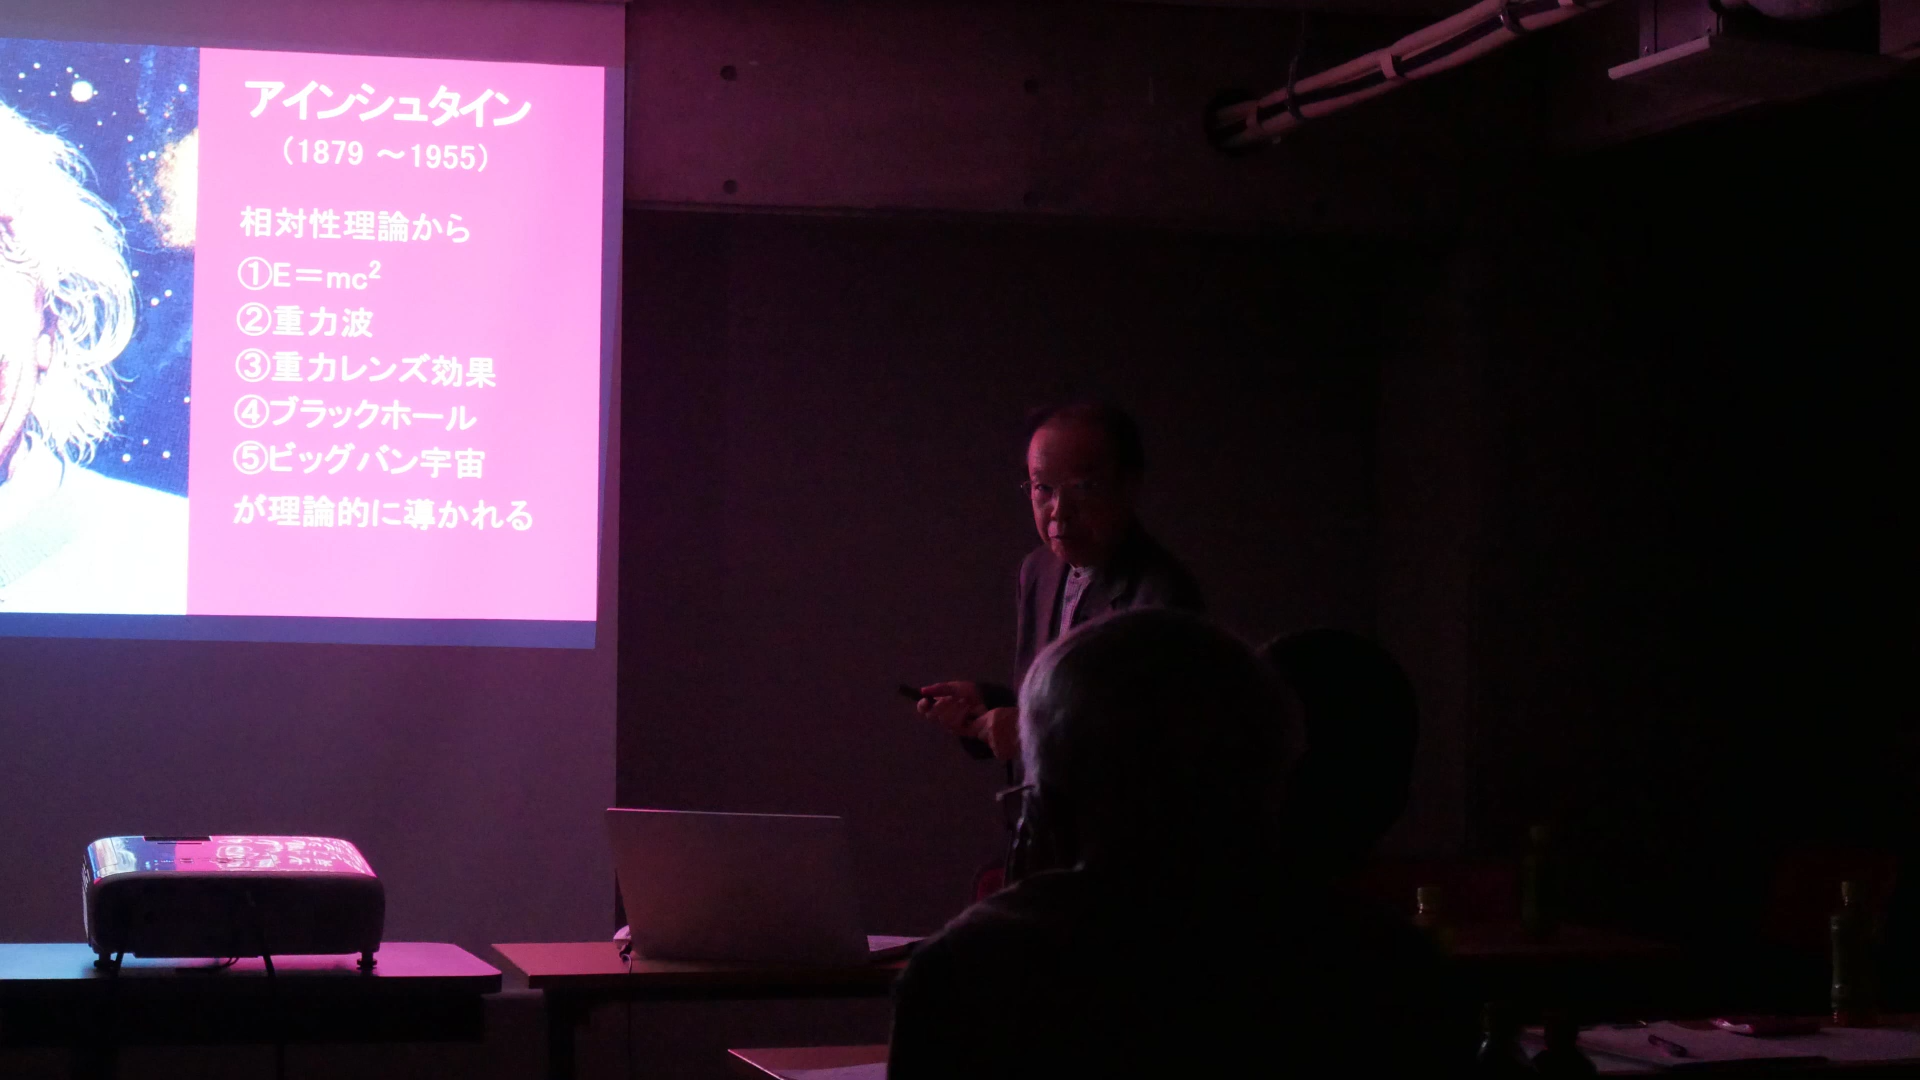 アインシュタイン
（1879 ～1955）
相対性理論から
①E＝mc²
②重力波
③重力レンズ効果
④ブラックホール
⑤ビッグバン宇宙
が理論的に導かれる